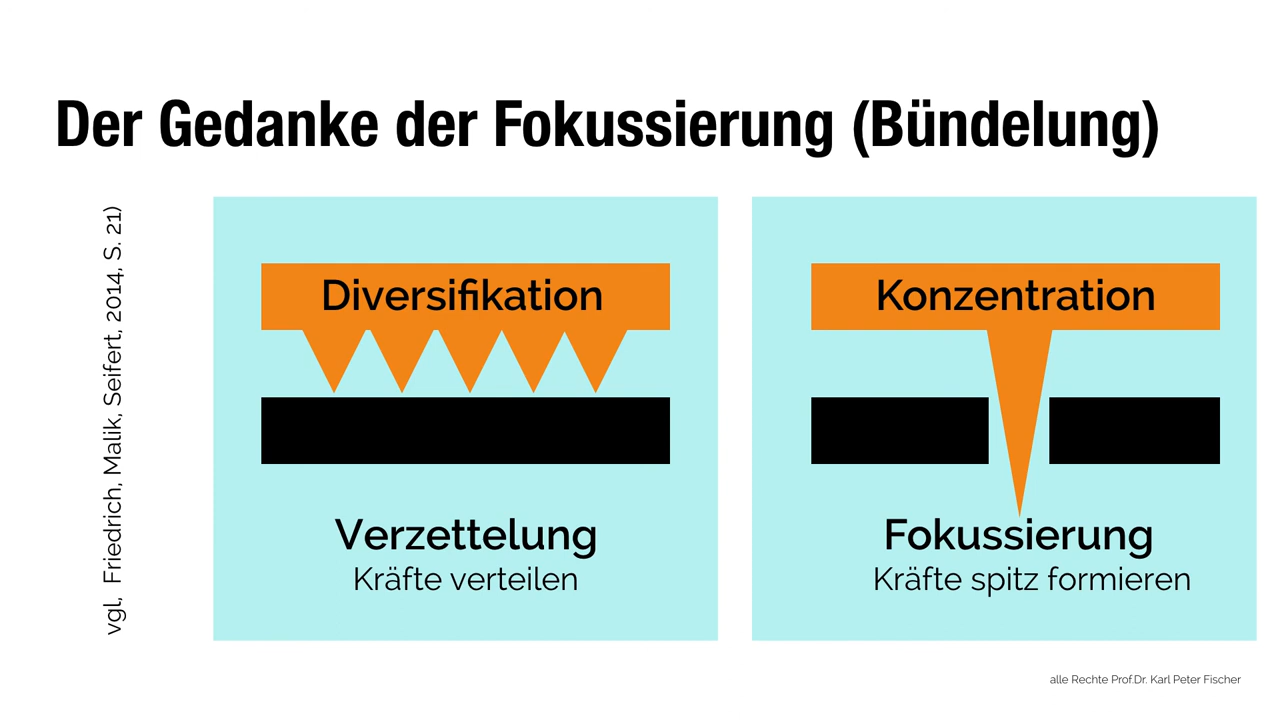 Der Gedanke der Fokussierung (Bündelung)
vgl, Friedrich, Malik, Seifert, 2014, S. 21)
Diversifikation
Verzettelung
Kräfte verteilen
Konzentration
Fokussierung
Kräfte spitz formieren
alle Rechte Prof.Dr. Karl Peter Fischer